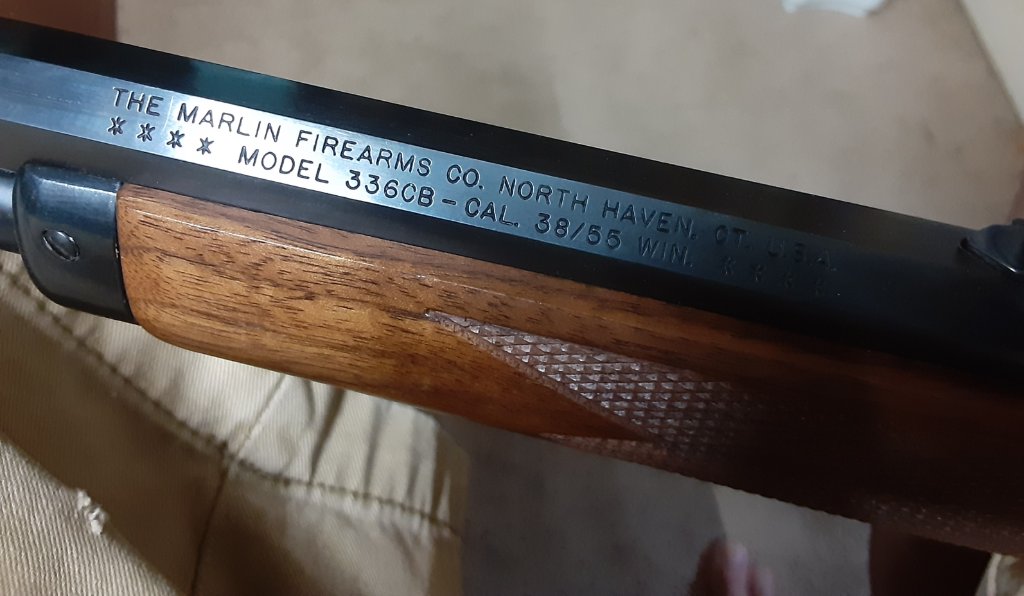 THE MARLIN FIREARMS CO. NORTH HAVEN, CT. U.S.A.
**** MODEL 336CB - CAL. 38/55 WIN. ****